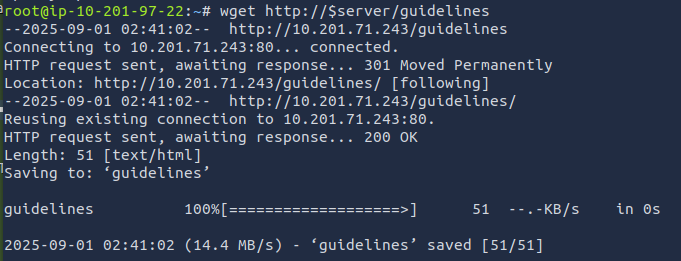 root@ip-10-201-97-22:~# wget http://$server/guidelines
--2025-09-01 02:41:02--  http://10.201.71.243/guidelines
Connecting to 10.201.71.243:80... connected.
HTTP request sent, awaiting response... 301 Moved Permanently
Location: http://10.201.71.243/guidelines/ [following]
--2025-09-01 02:41:02--  http://10.201.71.243/guidelines/
Reusing existing connection to 10.201.71.243:80.
HTTP request sent, awaiting response... 200 OK
Length: 51 [text/html]
Saving to: ‘guidelines’
guidelines          100%[===================>]      51  --.-KB/s    in 0s
2025-09-01 02:41:02 (14.4 MB/s) - ‘guidelines’ saved [51/51]